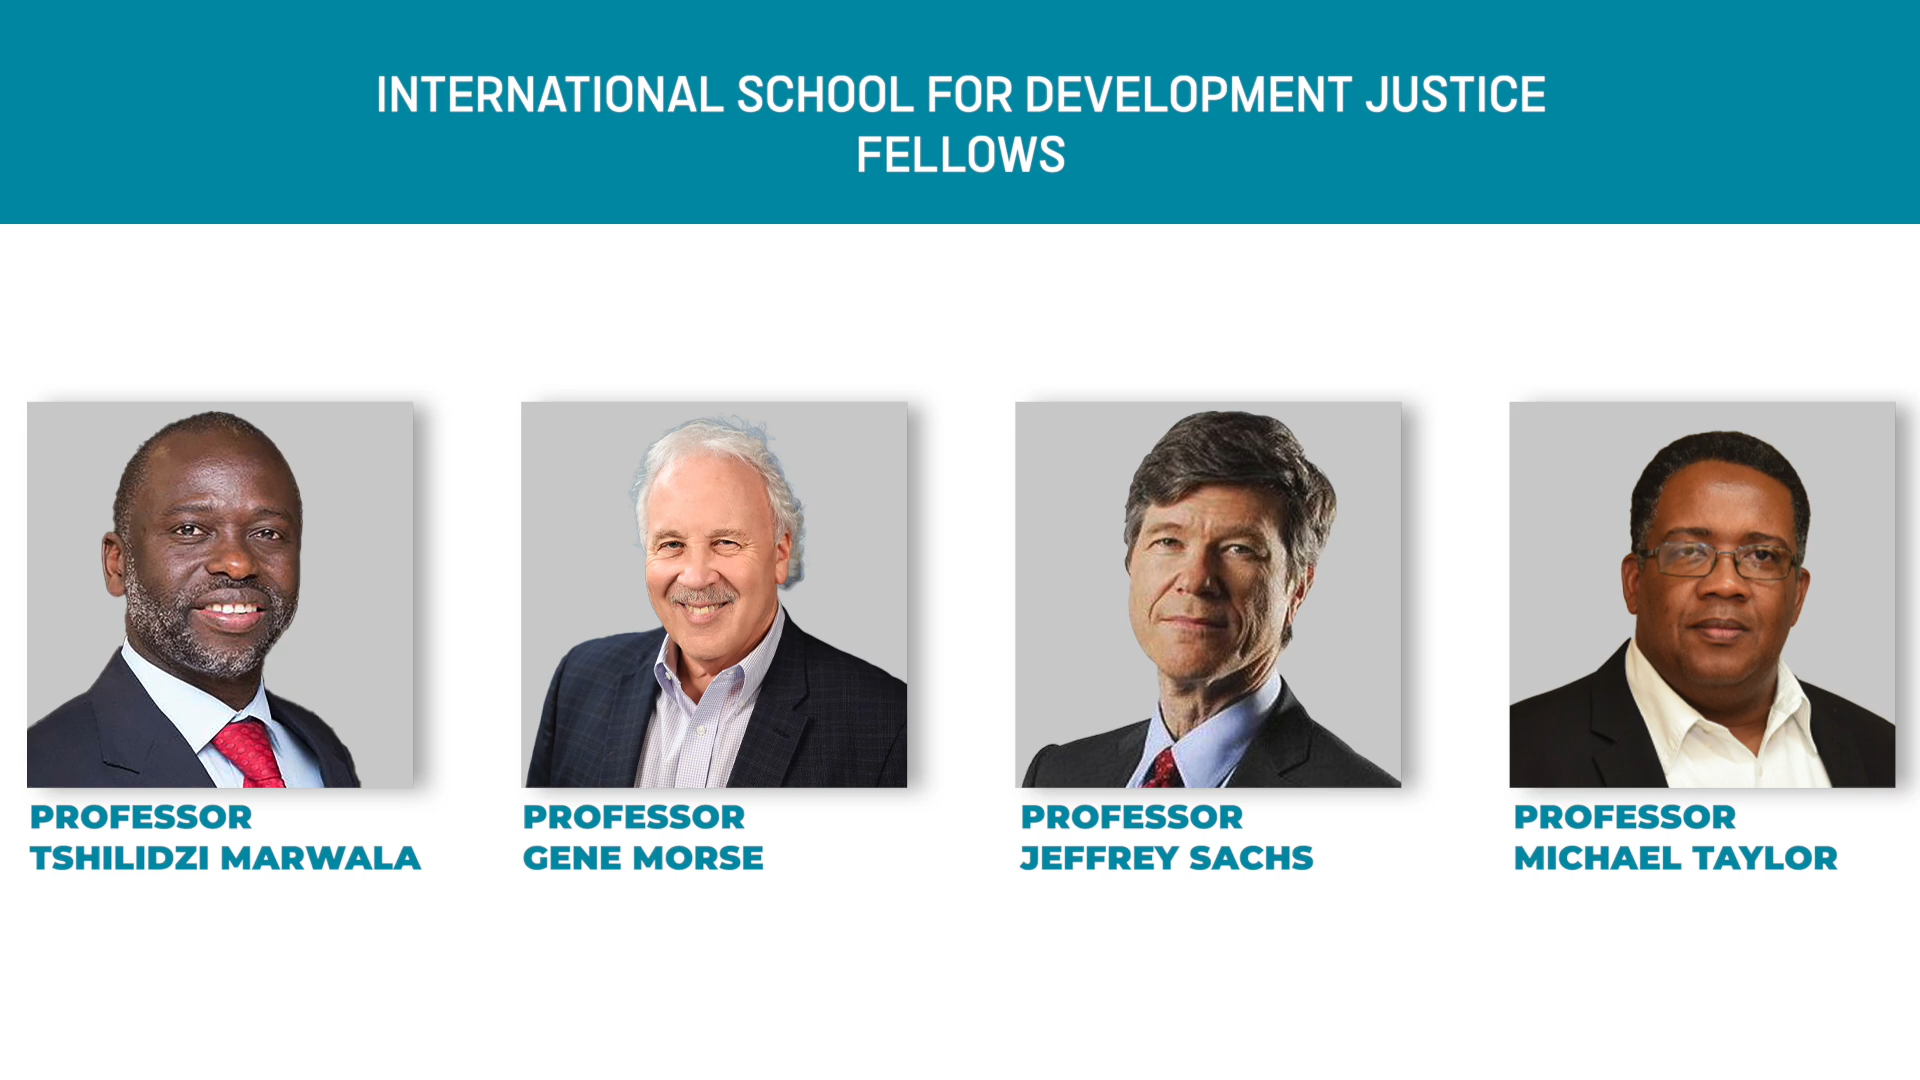 INTERNATIONAL SCHOOL FOR DEVELOPMENT JUSTICE
FELLOWS
PROFESSOR
TSHILIDZI MARWALA
PROFESSOR
GENE MORSE
PROFESSOR
JEFFREY SACHS
PROFESSOR
MICHAEL TAYLOR